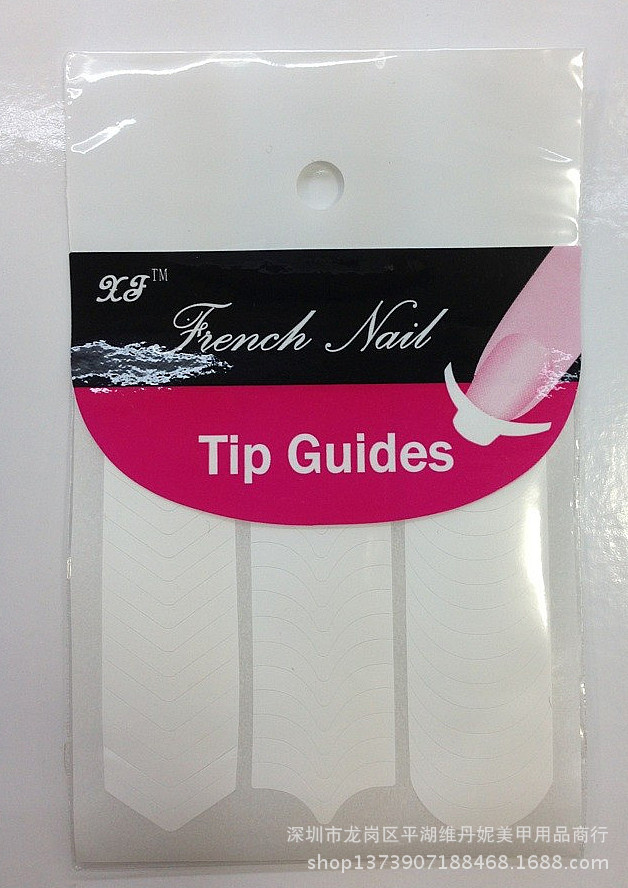 XF™
French Nail
Tip Guides
深圳市龙岗区平湖维丹妮美甲用品商行
shop1373907188468.1688.com